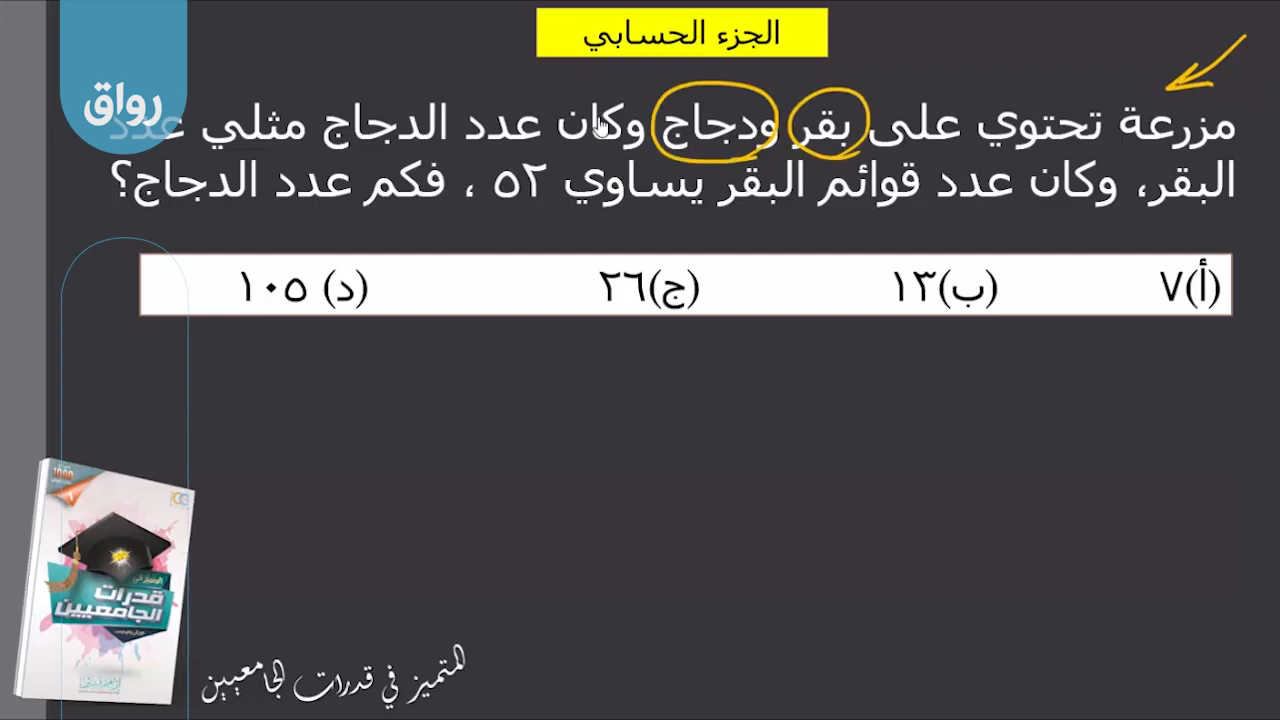 الجزء الحسابي
رواق
مزرعة تحتوي على بقر ودجاج وكان عدد الدجاج مثلي عدد
البقر، وكان عدد قوائم البقر يساوي ٥٢ ، فكم عدد الدجاج؟
(أ)٧ (ب)١٣ (ج)٢٦ (د) ١٠٥
قدرات
الجامعيين
المتميز في قدرات الجامعيين